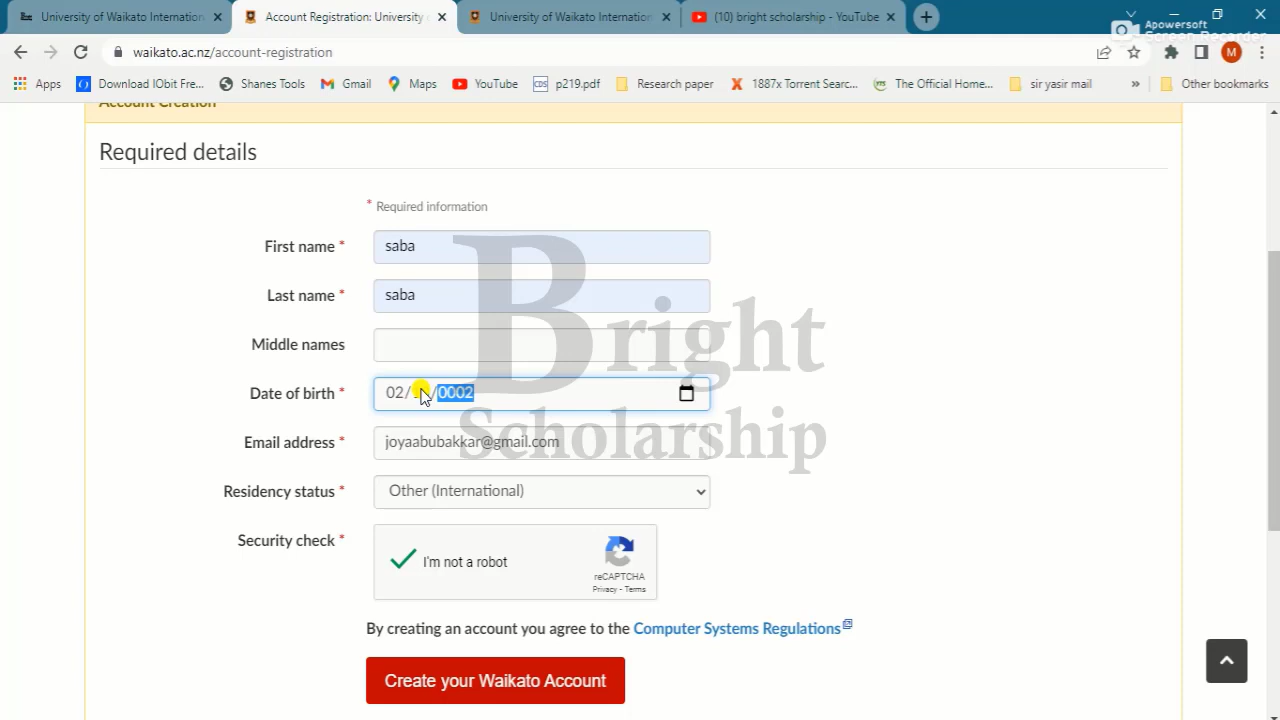 University of Waikato Internation
Account Registration: University
University of Waikato Internation
(10) bright scholarship - YouTube
Apowersoft
Screen Recorder
waikato.ac.nz/account-registration
M
Apps
Download IObit Fre...
Shanes Tools
Gmail
Maps
YouTube
p219.pdf
Research paper
1887x Torrent Searc...
The Official Home...
sir yasir mail
»
Other bookmarks
Account Creation
Required details
* Required information
First name *
saba
Last name *
saba
Middle names
Date of birth *
02/ /0002
Email address *
joyaabubakkar@gmail.com
Residency status *
Other (International)
Security check *
I'm not a robot
reCAPTCHA
Privacy - Terms
Bright
Scholarship
By creating an account you agree to the Computer Systems Regulations
Create your Waikato Account